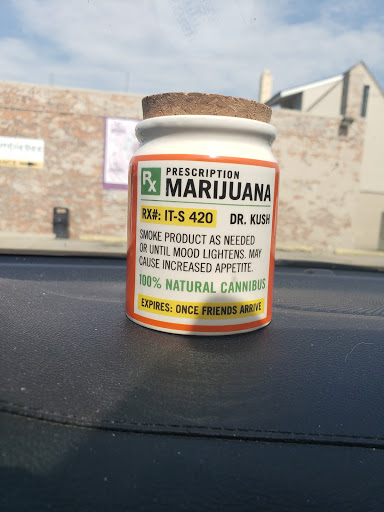 Rx PRESCRIPTION
MARIJUANA
RX#: IT-S 420 DR. KUSH
SMOKE PRODUCT AS NEEDED
OR UNTIL MOOD LIGHTENS. MAY
CAUSE INCREASED APPETITE.
100% NATURAL CANNIBUS
EXPIRES: ONCE FRIENDS ARRIVE